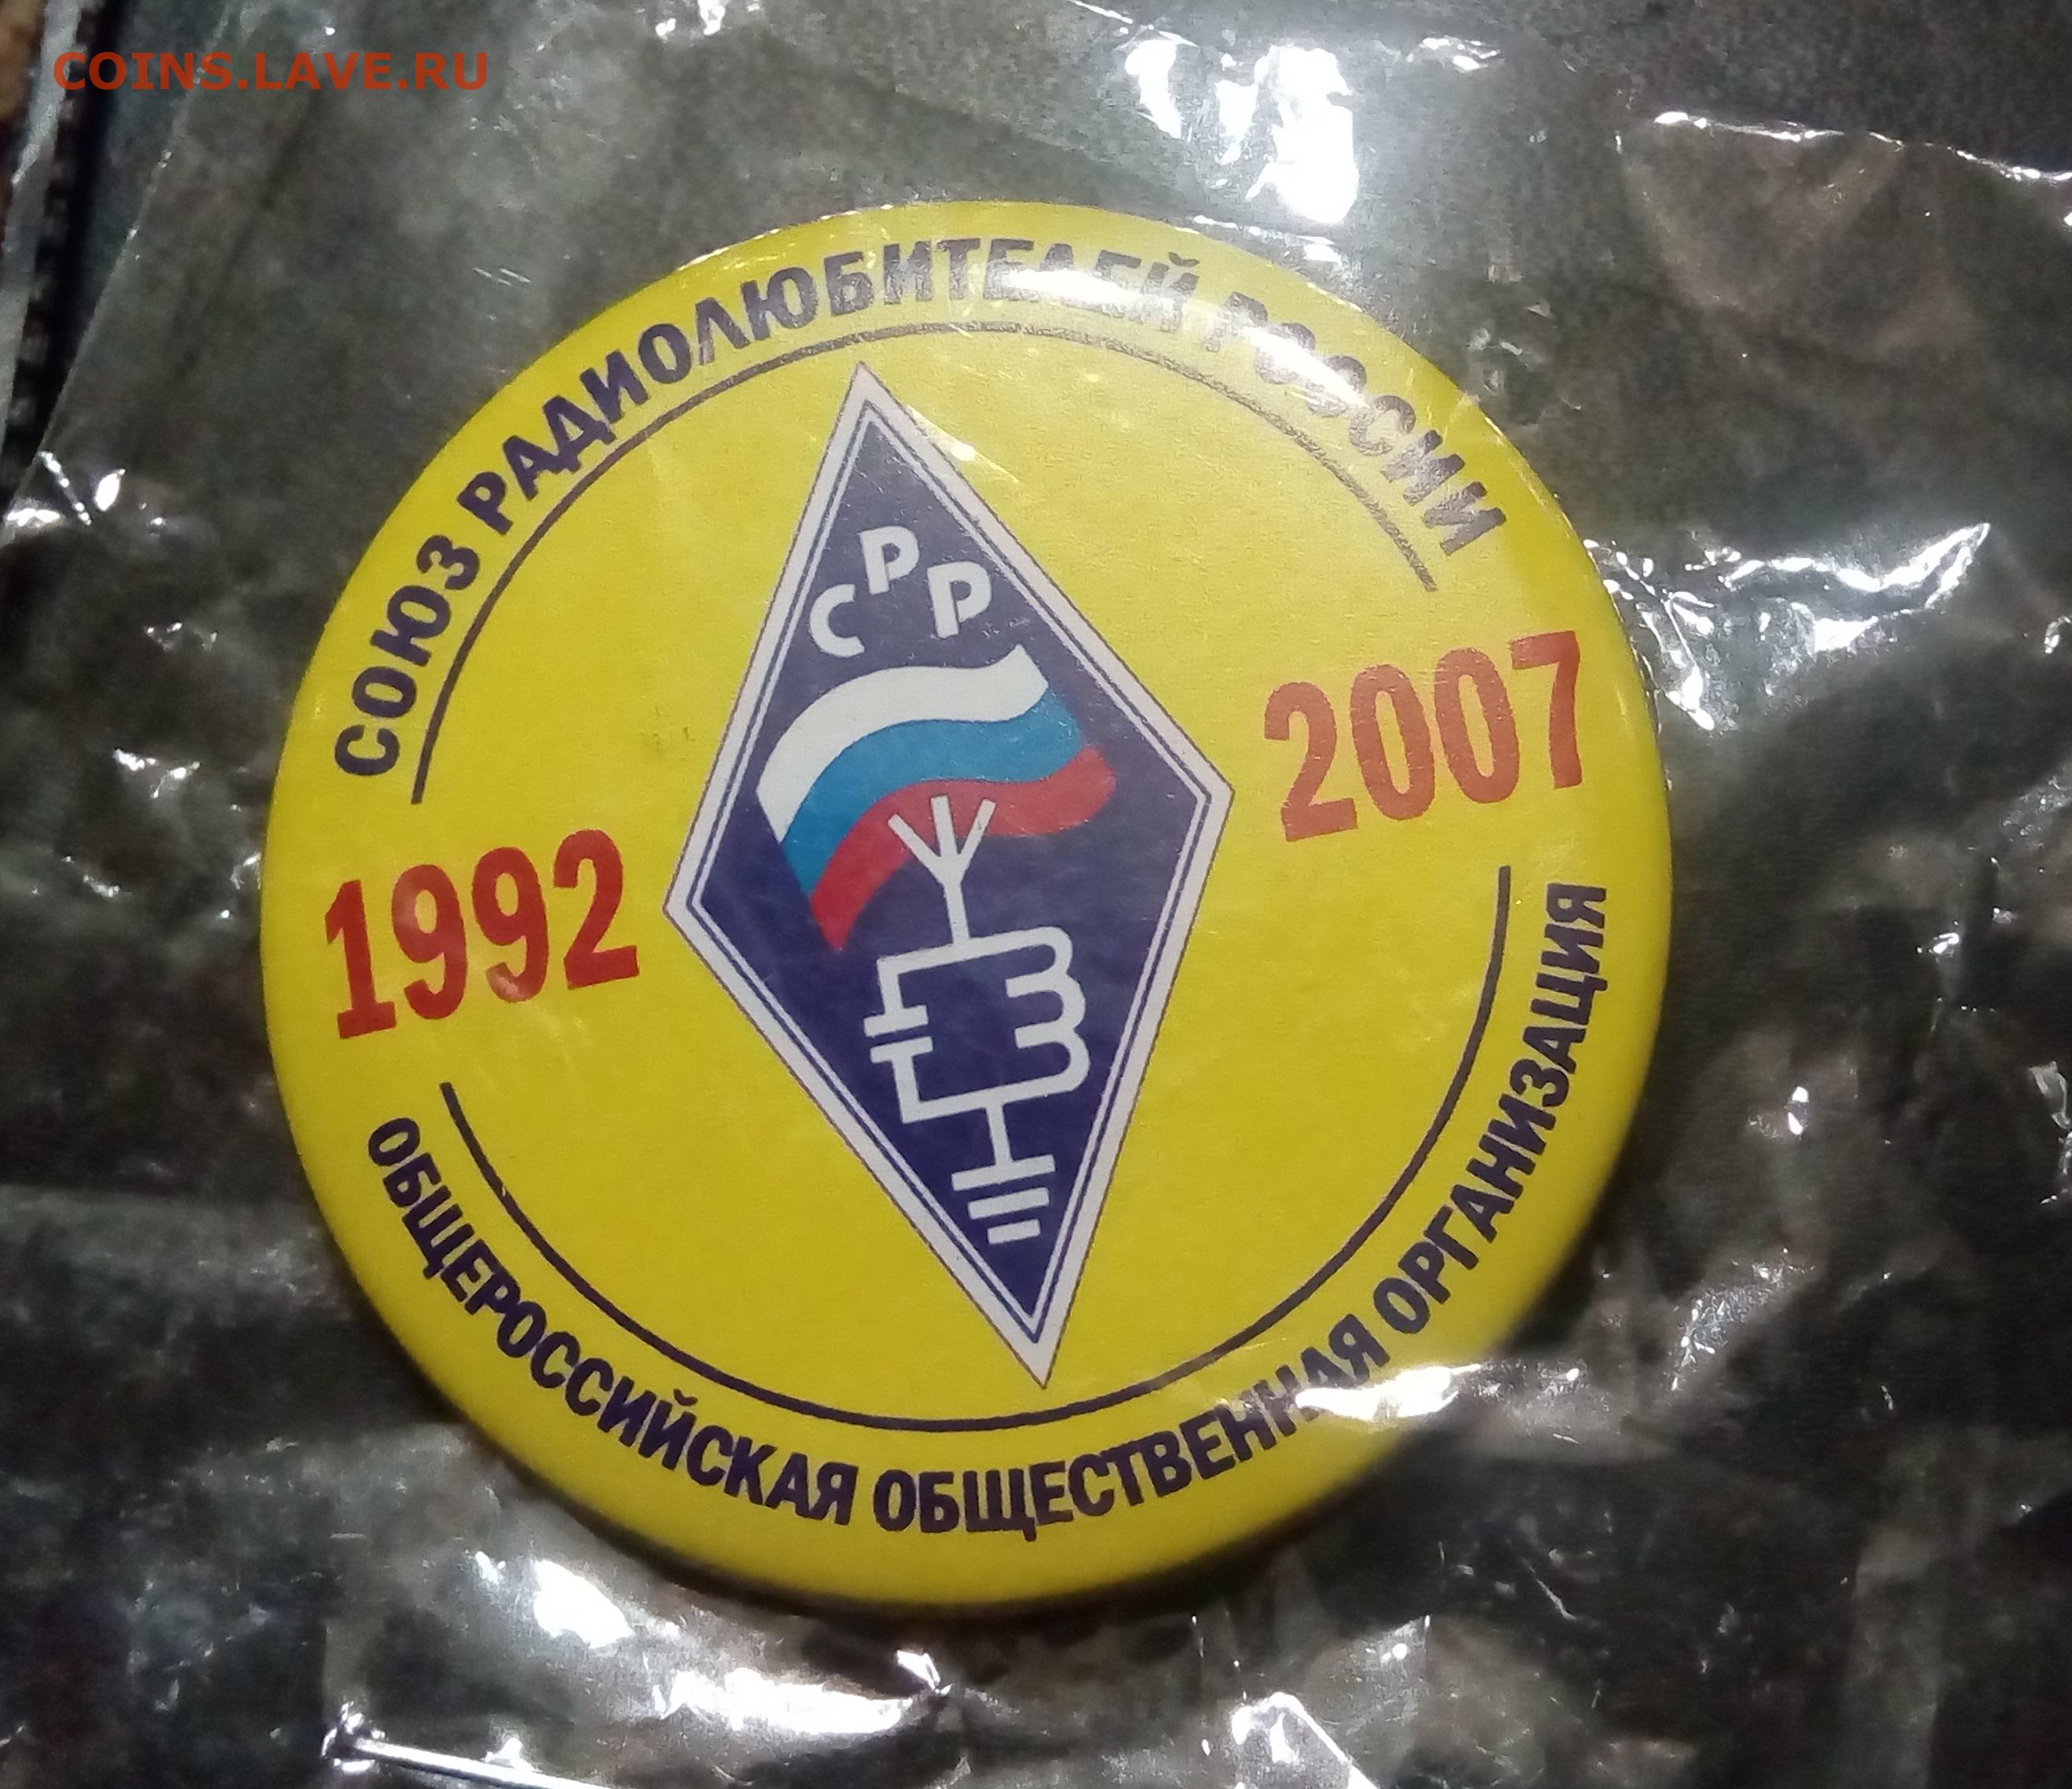 COINS.LAVE.RU
СОЮЗ РАДИОЛЮБИТЕЛЕЙ РОССИИ
СРР
1992
2007
ОБЩЕРОССИЙСКАЯ ОБЩЕСТВЕННАЯ ОРГАНИЗАЦИЯ